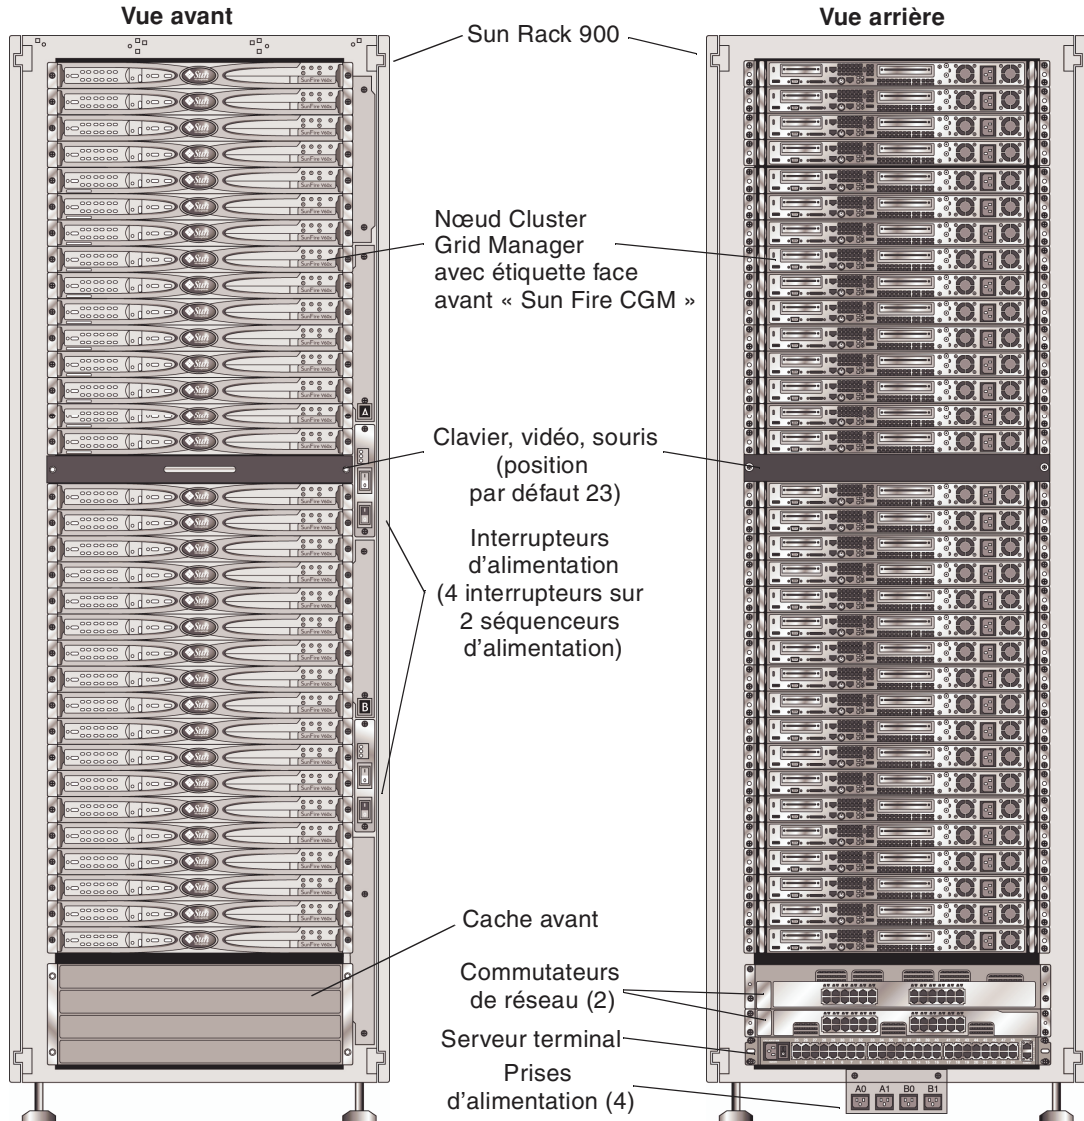 Vue avant
Vue arrière
Sun Rack 900
Nœud Cluster
Grid Manager
avec étiquette face
avant « Sun Fire CGM »
A
Clavier, vidéo, souris
(position
par défaut 23)
Interrupteurs
d'alimentation
(4 interrupteurs sur
2 séquenceurs
d'alimentation)
B
Cache avant
Commutateurs
de réseau (2)
Serveur terminal
Prises
d'alimentation (4)
A0 A1 B0 B1